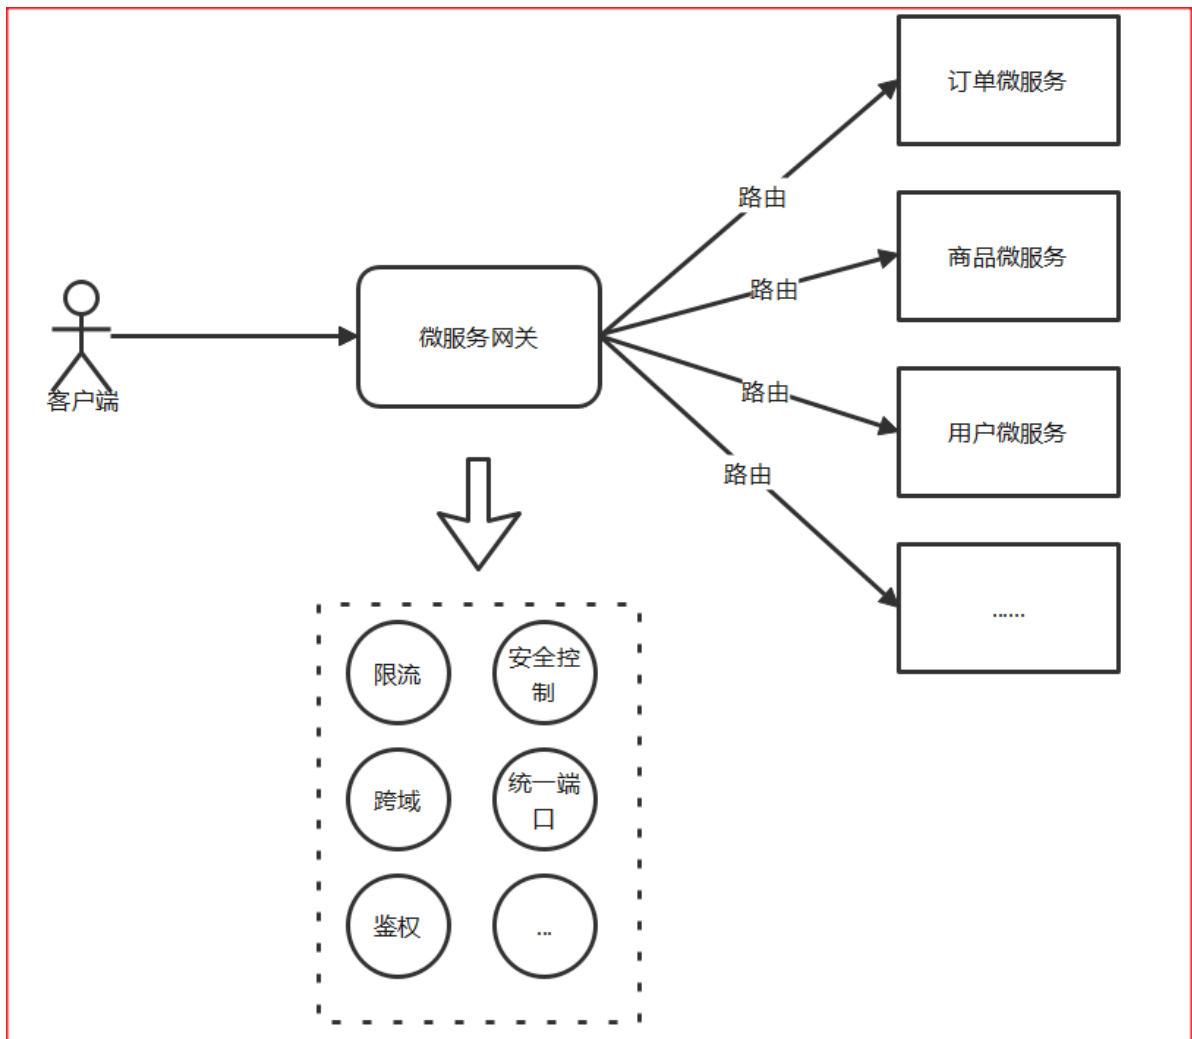 订单微服务
路由
商品微服务
路由
微服务网关
客户端
路由
用户微服务
路由
......
限流
安全控
制
跨域
统一端
口
鉴权
...